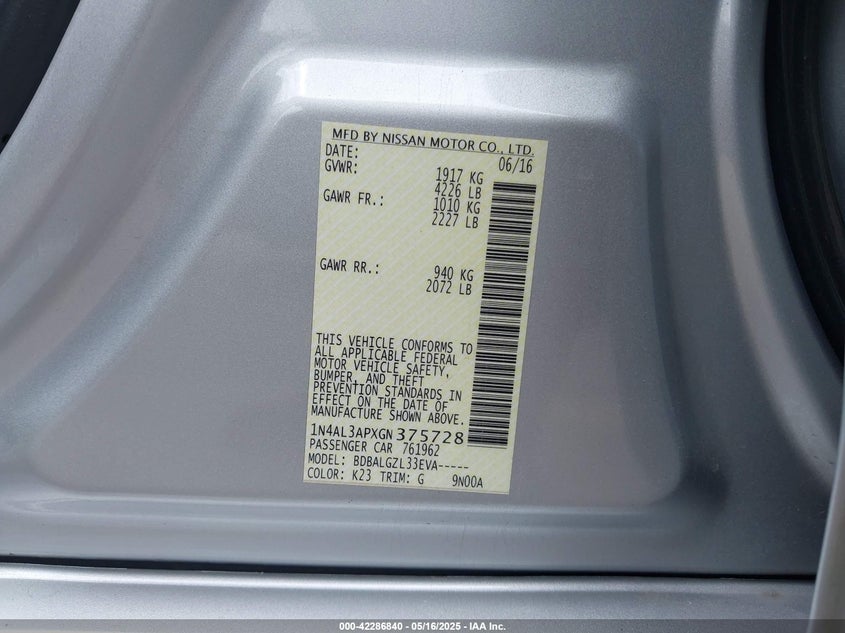 MFD BY NISSAN MOTOR CO., LTD.
DATE: 06/16
GVWR: 1917 KG
4226 LB
GAWR FR.: 1010 KG
2227 LB
GAWR RR.: 940 KG
2072 LB
THIS VEHICLE CONFORMS TO
ALL APPLICABLE FEDERAL
MOTOR VEHICLE SAFETY,
BUMPER, AND THEFT
PREVENTION STANDARDS IN
EFFECT ON THE DATE OF
MANUFACTURE SHOWN ABOVE.
1N4AL3APXGN375728
PASSENGER CAR 761962
MODEL: BDBALGZL33EVA-----
COLOR: K23 TRIM: G 9N00A
000-42286840 - 05/16/2025 - IAA Inc.